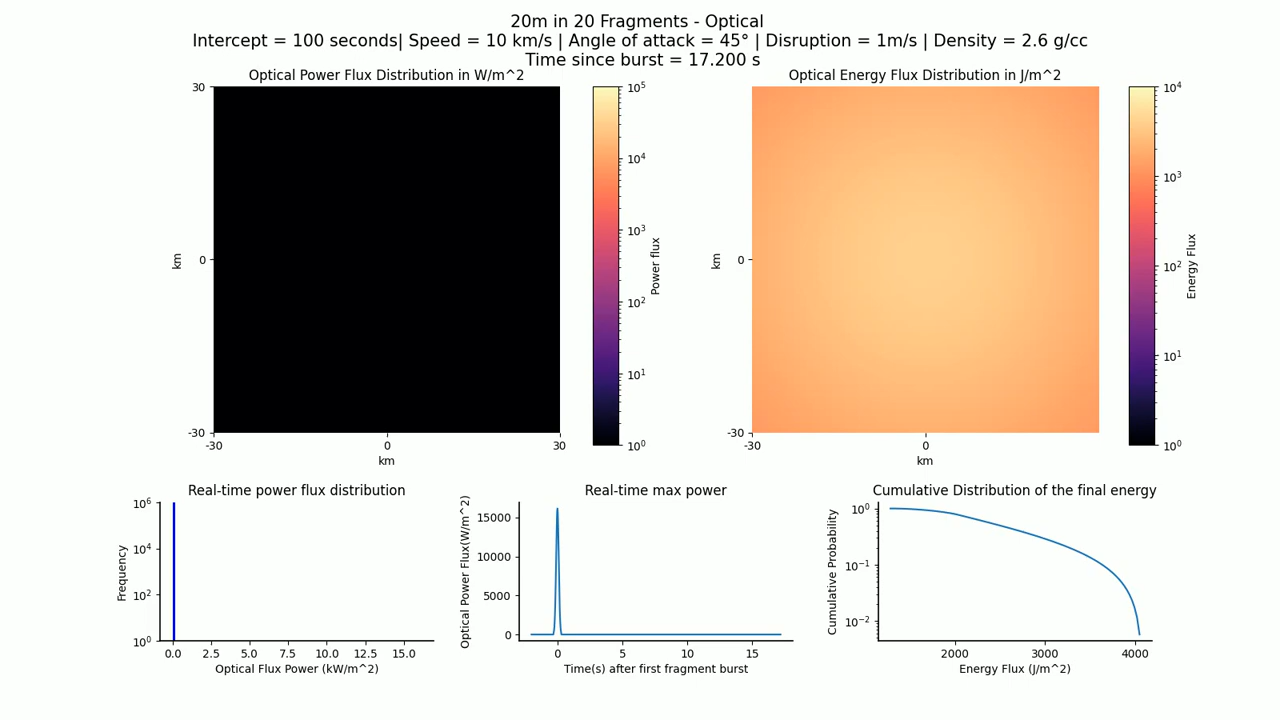 20m in 20 Fragments - Optical
Intercept = 100 seconds| Speed = 10 km/s | Angle of attack = 45° | Disruption = 1m/s | Density = 2.6 g/cc
Time since burst = 17.200 s
Optical Power Flux Distribution in W/m^2
30
0
-30
km
-30 0 30
km
10^5
10^4
10^3
10^2
10^1
10^0
Power flux
Optical Energy Flux Distribution in J/m^2
0
-30
km
-30 0
km
10^4
10^3
10^2
10^1
10^0
Energy Flux
Real-time power flux distribution
10^6
10^4
10^2
10^0
Frequency
0.0 2.5 5.0 7.5 10.0 12.5 15.0
Optical Flux Power (kW/m^2)
Real-time max power
15000
10000
5000
0
Optical Power Flux(W/m^2)
0 5 10 15
Time(s) after first fragment burst
Cumulative Distribution of the final energy
10^0
10^−1
10^−2
Cumulative Probability
2000 3000 4000
Energy Flux (J/m^2)